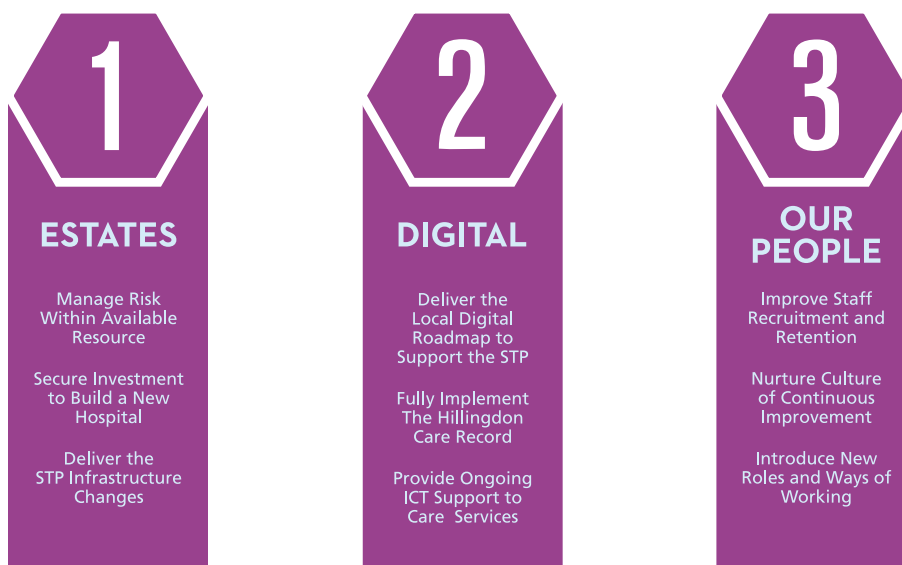 1
ESTATES
Manage Risk
Within Available
Resource
Secure Investment
to Build a New
Hospital
Deliver the
STP Infrastructure
Changes
2
DIGITAL
Deliver the
Local Digital
Roadmap to
Support the STP
Fully Implement
The Hillingdon
Care Record
Provide Ongoing
ICT Support to
Care Services
3
OUR
PEOPLE
Improve Staff
Recruitment and
Retention
Nurture Culture
of Continuous
Improvement
Introduce New
Roles and Ways of
Working